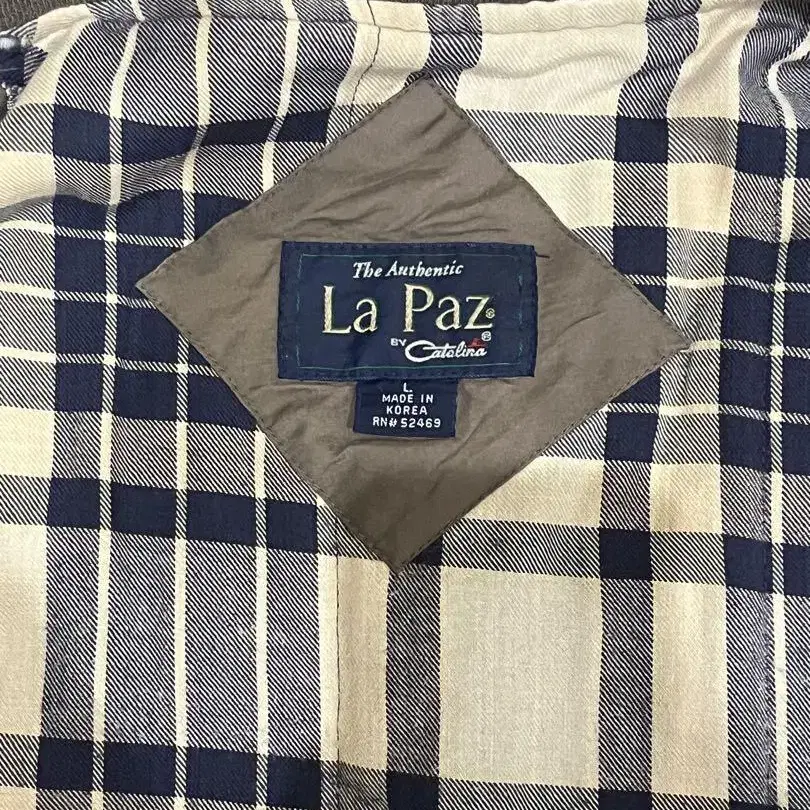 The Authentic
La Paz®
BY Catalina®
L
MADE IN
KOREA
RN# 52469